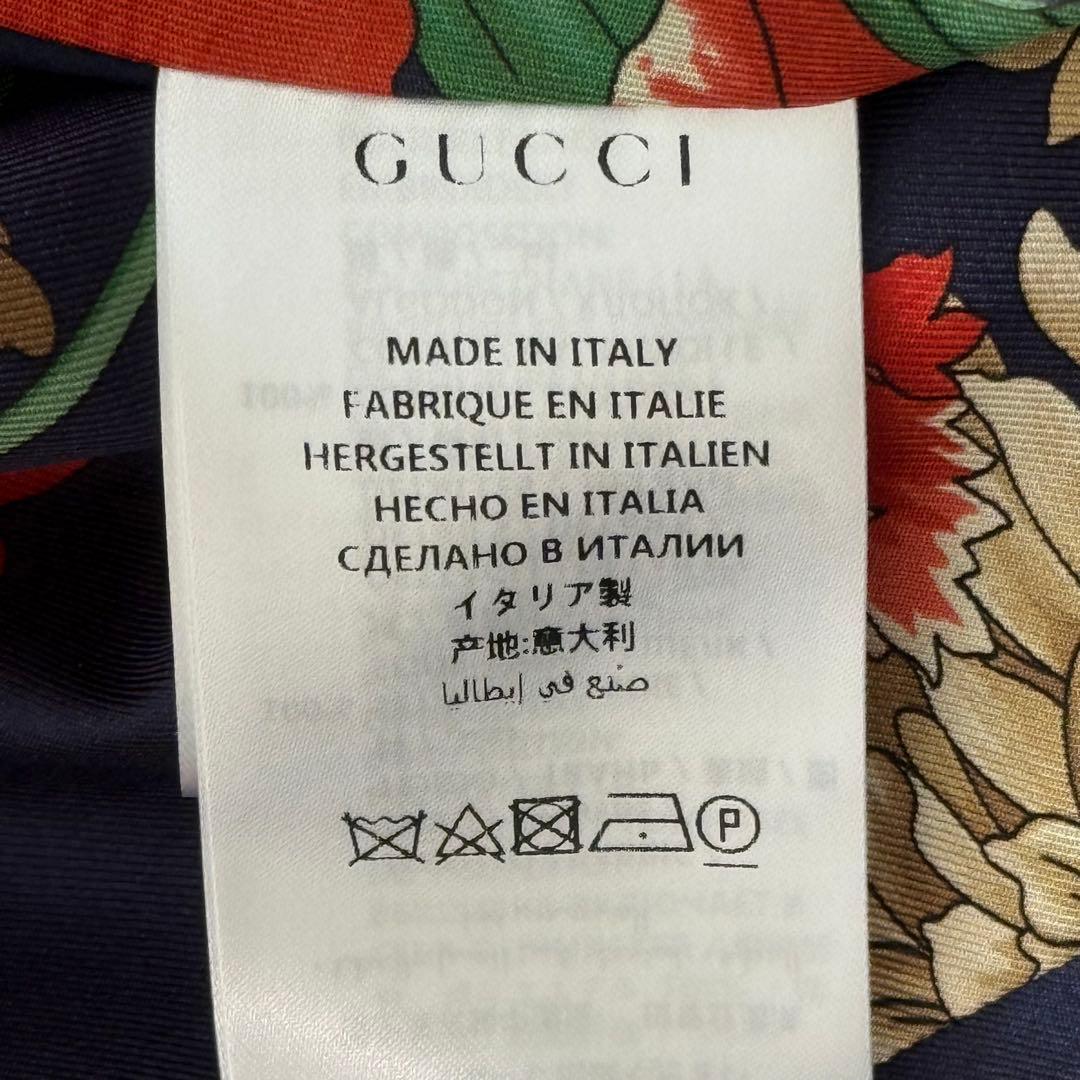 GUCCI
MADE IN ITALY
FABRIQUE EN ITALIE
HERGESTELLT IN ITALIEN
HECHO EN ITALIA
СДЕЛАНО В ИТАЛИИ
イタリア製
产地:意大利
صنع في إيطاليا
P